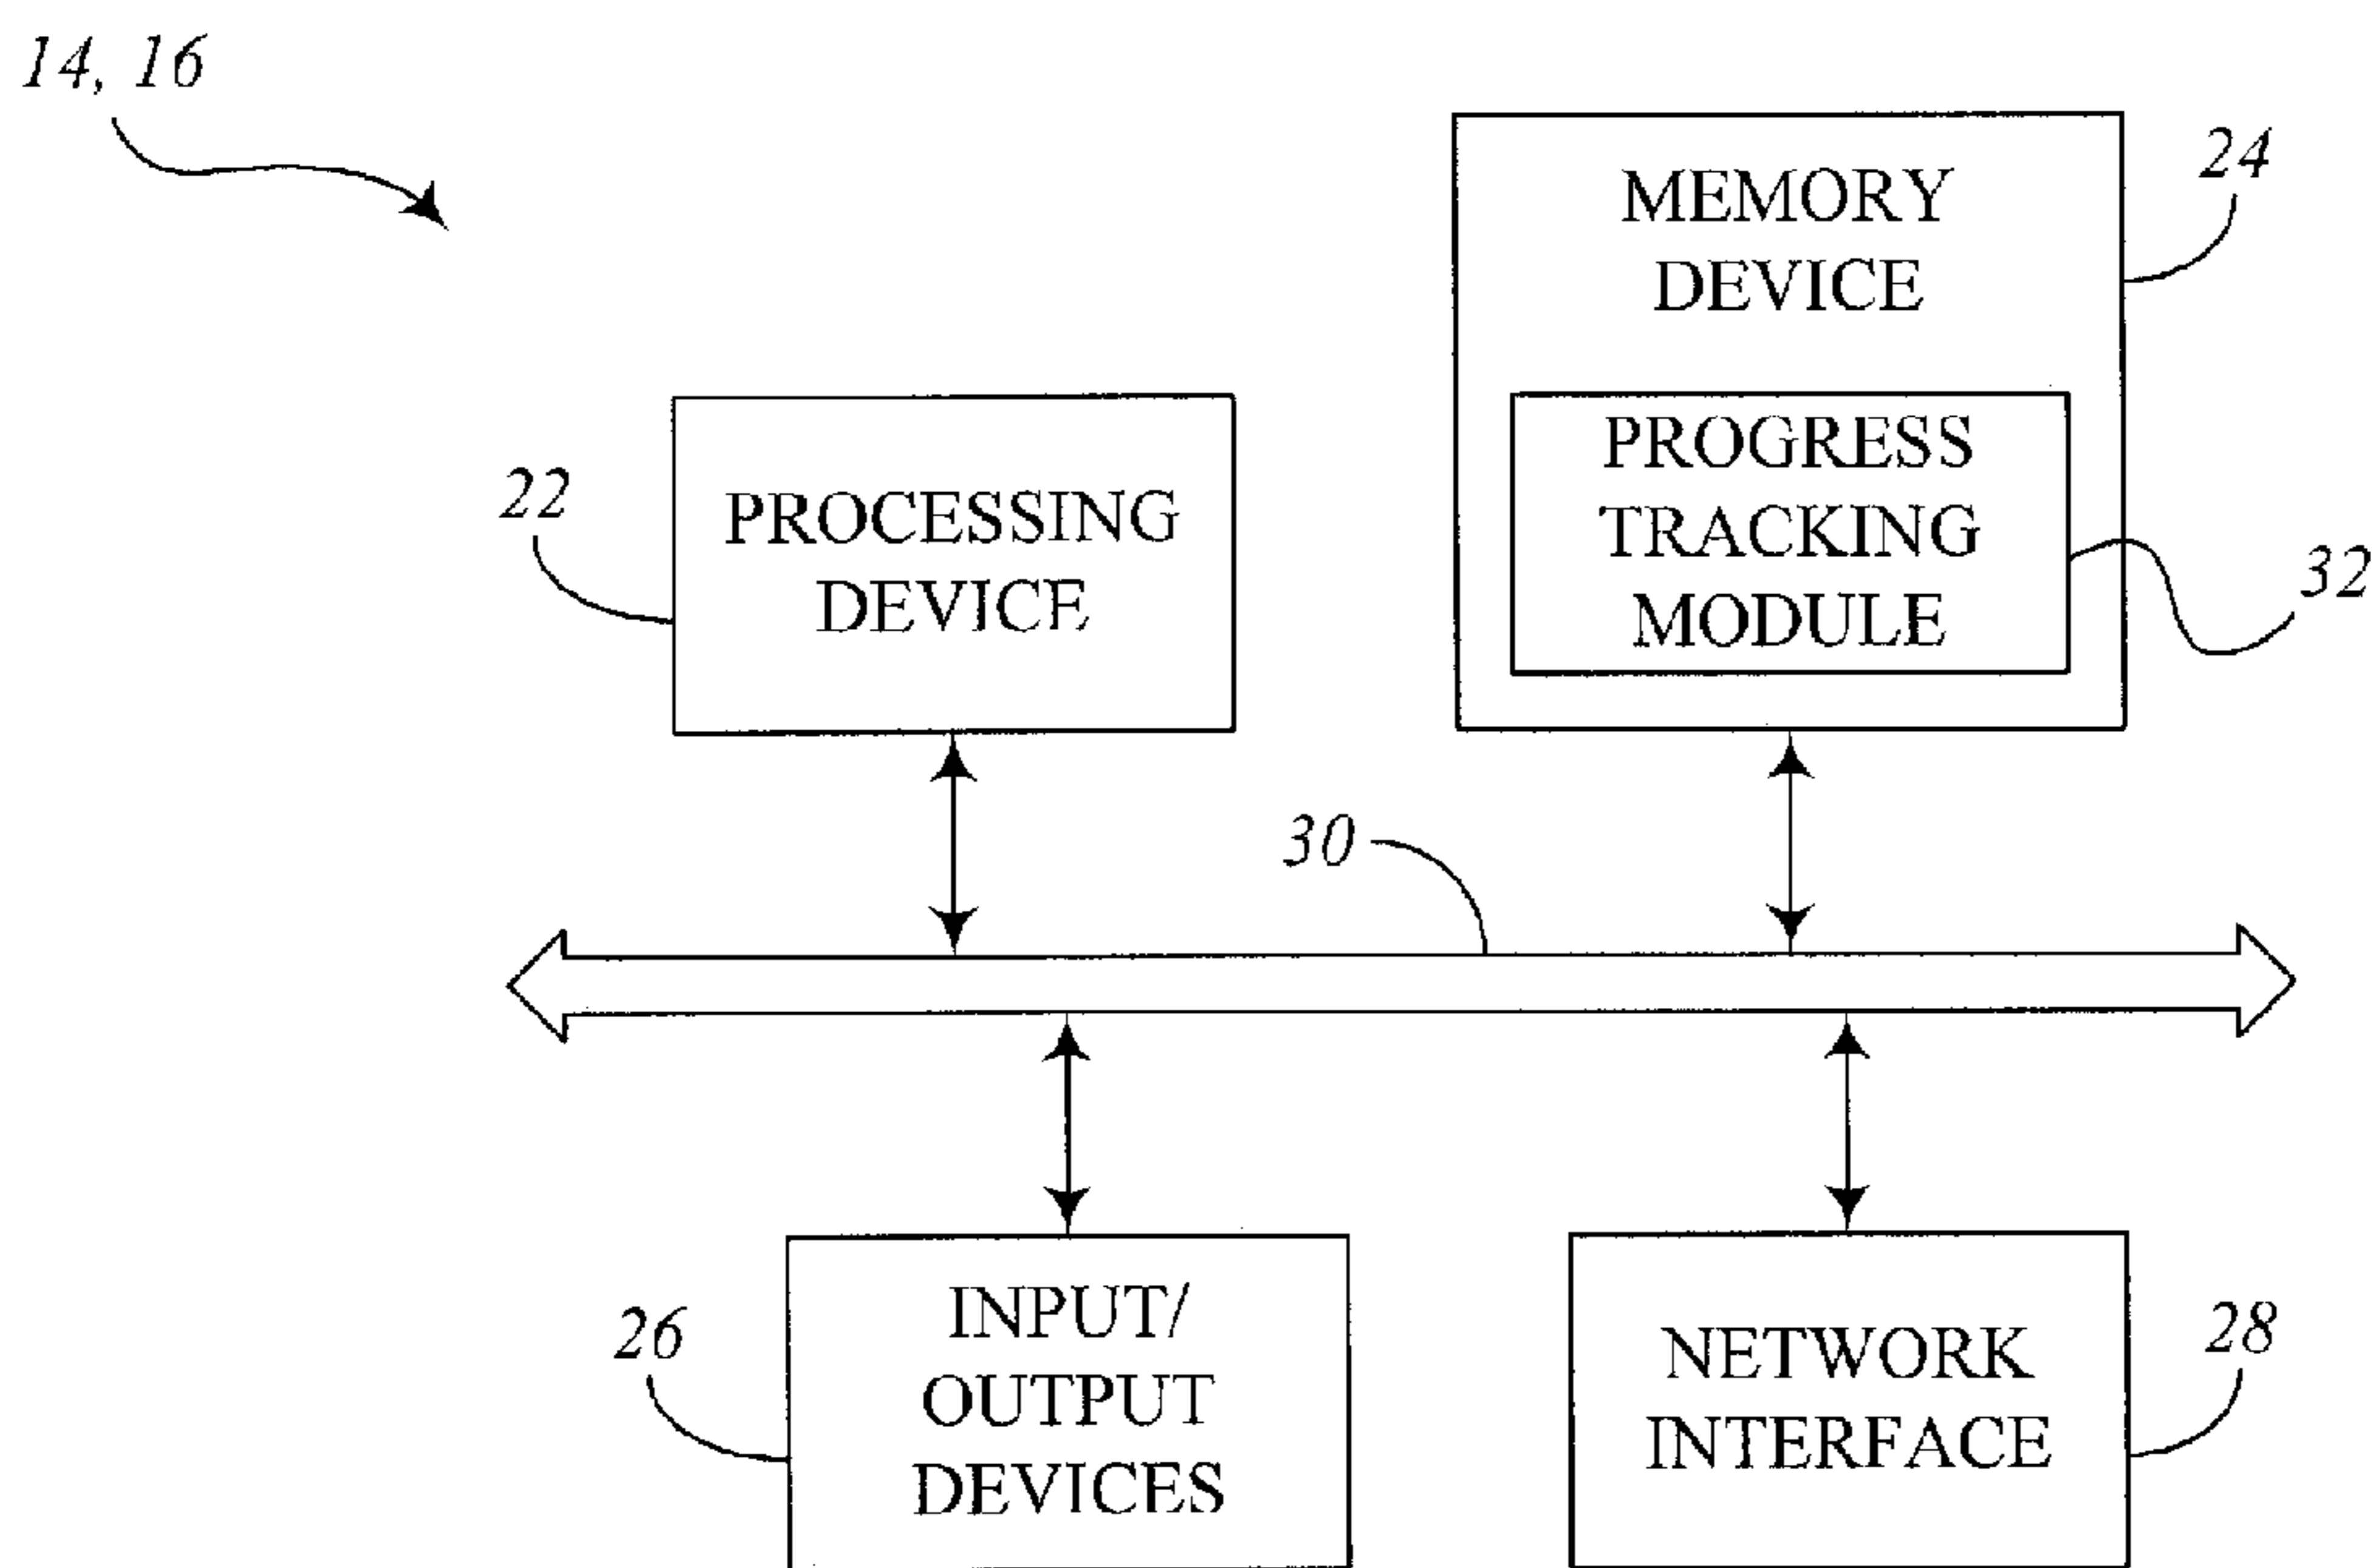 14, 16
MEMORY
DEVICE
24
PROGRESS
TRACKING
MODULE
32
22
PROCESSING
DEVICE
30
INPUT/
OUTPUT
DEVICES
26
NETWORK
INTERFACE
28